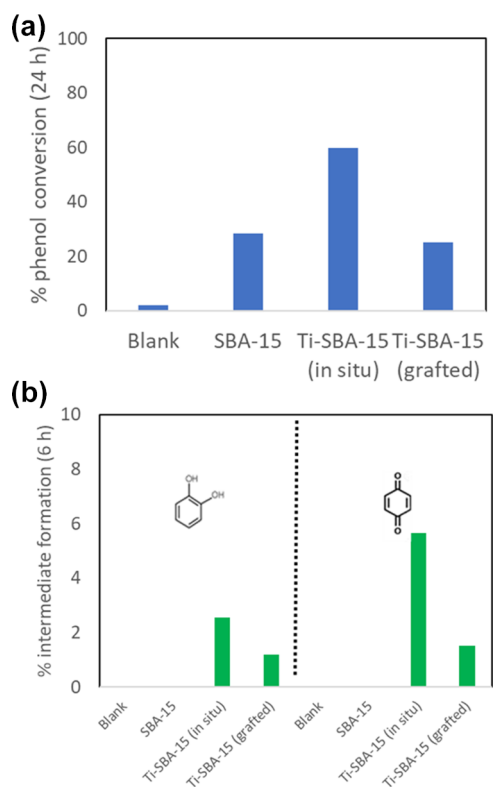 (a)
% phenol conversion (24 h)
100
80
60
40
20
0
Blank
SBA-15
Ti-SBA-15
(in situ)
Ti-SBA-15
(grafted)
(b)
% intermediate formation (6 h)
10
8
6
4
2
0
OH
OH
O
O
Blank
SBA-15
Ti-SBA-15 (in situ)
Ti-SBA-15 (grafted)
Blank
SBA-15
Ti-SBA-15 (in situ)
Ti-SBA-15 (grafted)